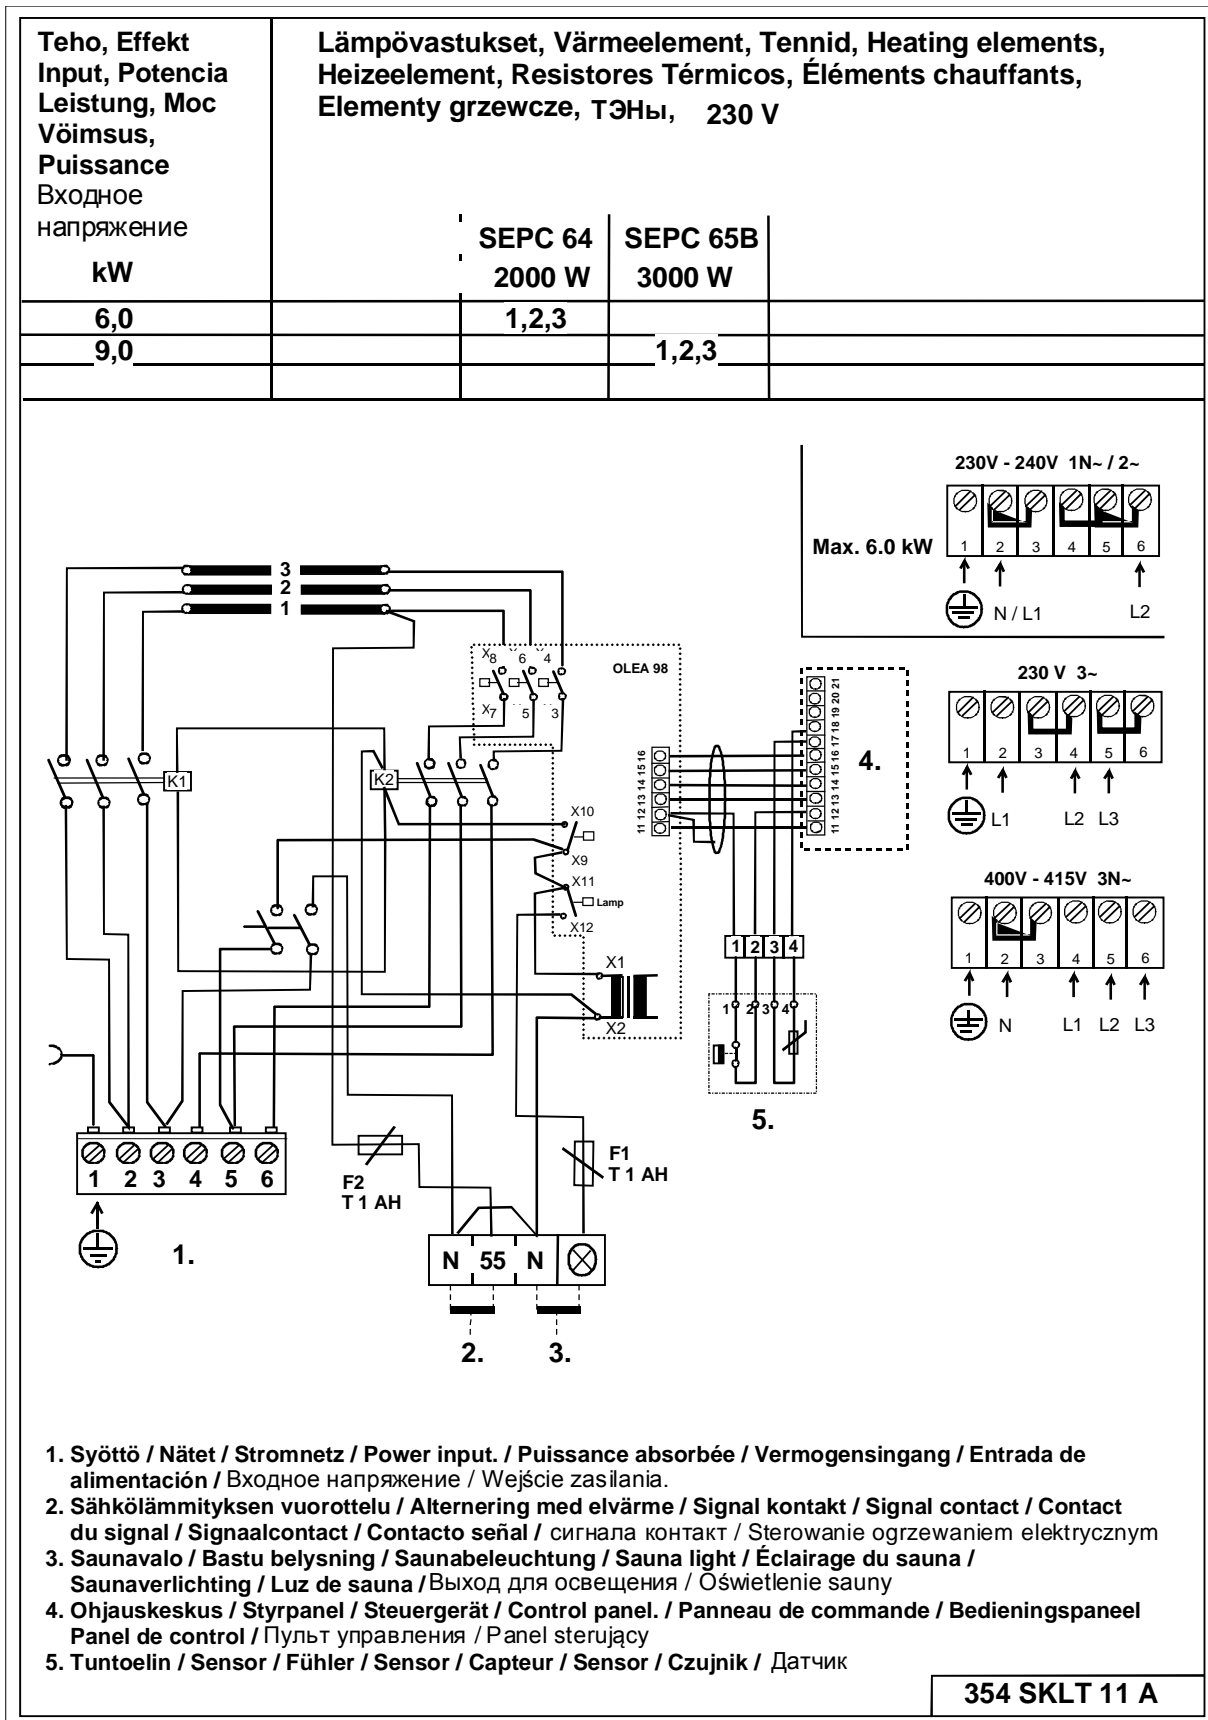 Teho, Effekt
Input, Potencia
Leistung, Moc
Vöimsus,
Puissance
Входное
напряжение
kW
Lämpövastukset, Värmeelement, Tennid, Heating elements,
Heizeelement, Resistores Térmicos, Éléments chauffants,
Elementy grzewcze, ТЭНы, 230 V
SEPC 64
2000 W
SEPC 65B
3000 W
6,0 1,2,3
9,0 1,2,3
230V - 240V 1N~ / 2~
Max. 6.0 kW
1 2 3 4 5 6
N / L1 L2
230 V 3~
1 2 3 4 5 6
L1 L2 L3
400V - 415V 3N~
1 2 3 4 5 6
N L1 L2 L3
3
2
1
X8 6 4
OLEA 98
X7 5 3
K1
K2
X10
X9
X11
Lamp
X12
X1
X2
11 12 13 14 15 16
11 12 13 14 15 16 17 18 19 20 21
4.
1 2 3 4
1 2 3 4
5.
1 2 3 4 5 6
1.
F2
T 1 AH
F1
T 1 AH
N 55 N
2. 3.
1. Syöttö / Nätet / Stromnetz / Power input. / Puissance absorbée / Vermogensingang / Entrada de
alimentación / Входное напряжение / Wejście zasilania.
2. Sähkölämmityksen vuorottelu / Alternering med elvärme / Signal kontakt / Signal contact / Contact
du signal / Signaalcontact / Contacto señal / сигнала контакт / Sterowanie ogrzewaniem elektrycznym
3. Saunavalo / Bastu belysning / Saunabeleuchtung / Sauna light / Éclairage du sauna /
Saunaverlichting / Luz de sauna / Выход для освещения / Oświetlenie sauny
4. Ohjauskeskus / Styrpanel / Steuergerät / Control panel. / Panneau de commande / Bedieningspaneel
Panel de control / Пульт управления / Panel sterujący
5. Tuntoelin / Sensor / Fühler / Sensor / Capteur / Sensor / Czujnik / Датчик
354 SKLT 11 A